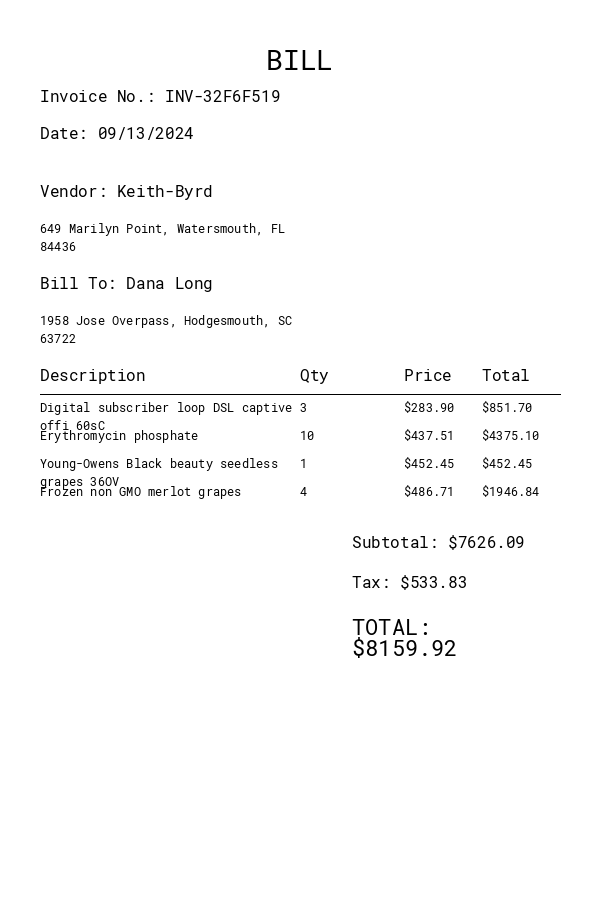 BILL
Invoice No.: INV-32F6F519
Date: 09/13/2024
Vendor: Keith-Byrd
649 Marilyn Point, Watersmouth, FL
84436
Bill To: Dana Long
1958 Jose Overpass, Hodgesmouth, SC
63722
Description Qty Price Total
Digital subscriber loop DSL captive 3 $283.90 $851.70
offi 60sC
Erythromycin phosphate 10 $437.51 $4375.10
Young-Owens Black beauty seedless 1 $452.45 $452.45
grapes 36OV
Frozen non GMO merlot grapes 4 $486.71 $1946.84
Subtotal: $7626.09
Tax: $533.83
TOTAL:
$8159.92